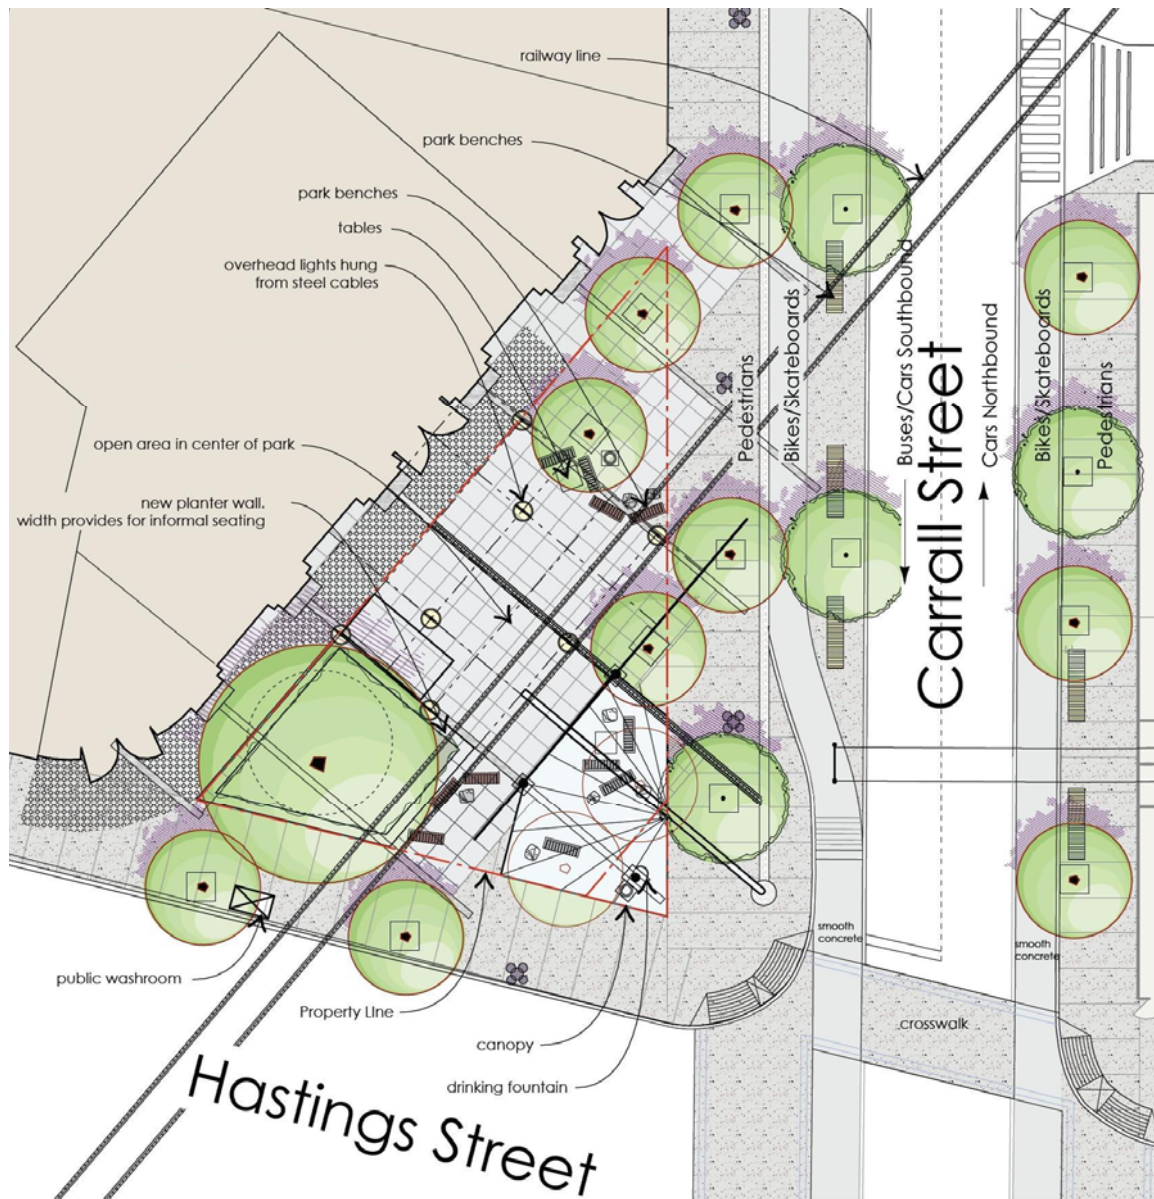 railway line
park benches
park benches
tables
overhead lights hung
from steel cables
open area in center of park
new planter wall.
width provides for informal seating
Pedestrians
Bikes/Skateboards
Buses/Cars Southbound
Carrall Street
Cars Northbound
Bikes/Skateboards
Pedestrians
smooth
concrete
smooth
concrete
public washroom
Property LIne
canopy
drinking fountain
crosswalk
Hastings Street